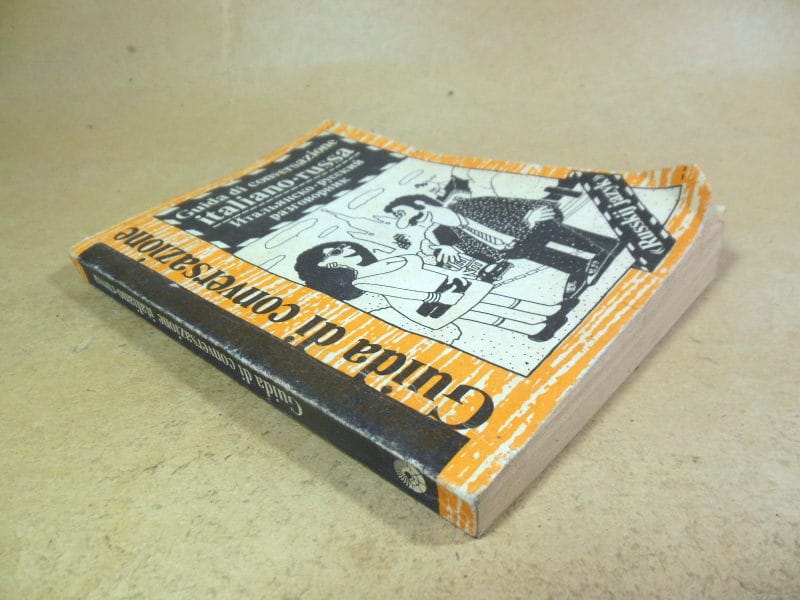 Guida di conversazione
italiano-russa
Итальянско-русский
разговорник
Guida di conversazione
Russkij jazyk
Guida di conversazione italiano-russa